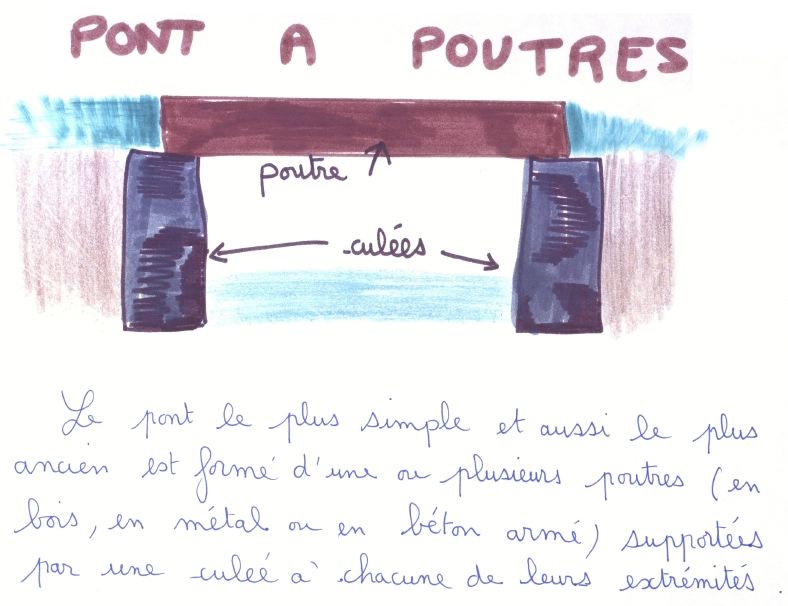 PONT A POUTRES
poutre
culées
Le pont le plus simple et aussi le plus
ancien est formé d'une ou plusieurs poutres (en
bois, en métal ou en béton armé) supportées
par une culée à chacune de leurs extrémités.